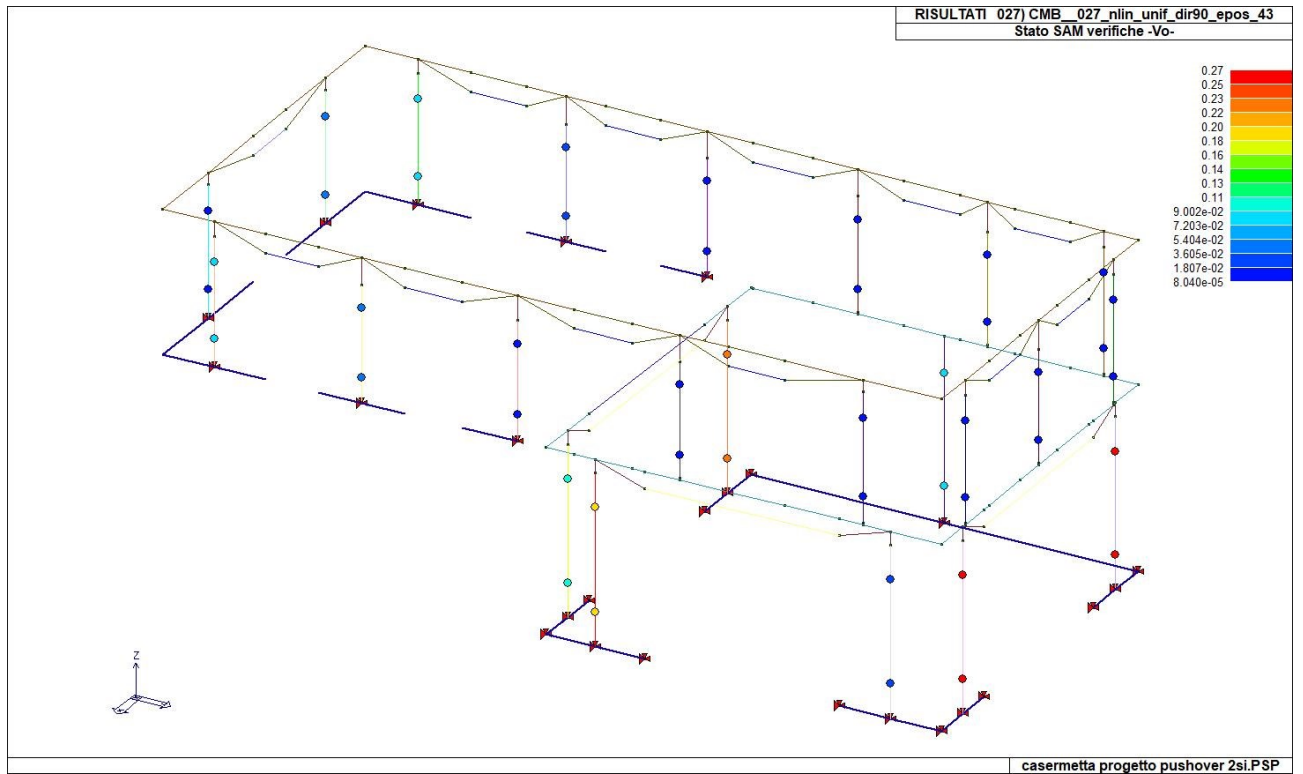 RISULTATI 027) CMB__027_nlin_unif_dir90_epos_43
Stato SAM verifiche -Vo-
0.27
0.25
0.23
0.22
0.20
0.18
0.16
0.14
0.13
0.11
9.002e-02
7.203e-02
5.404e-02
3.605e-02
1.807e-02
8.040e-05
Z
casermetta progetto pushover 2si.PSP